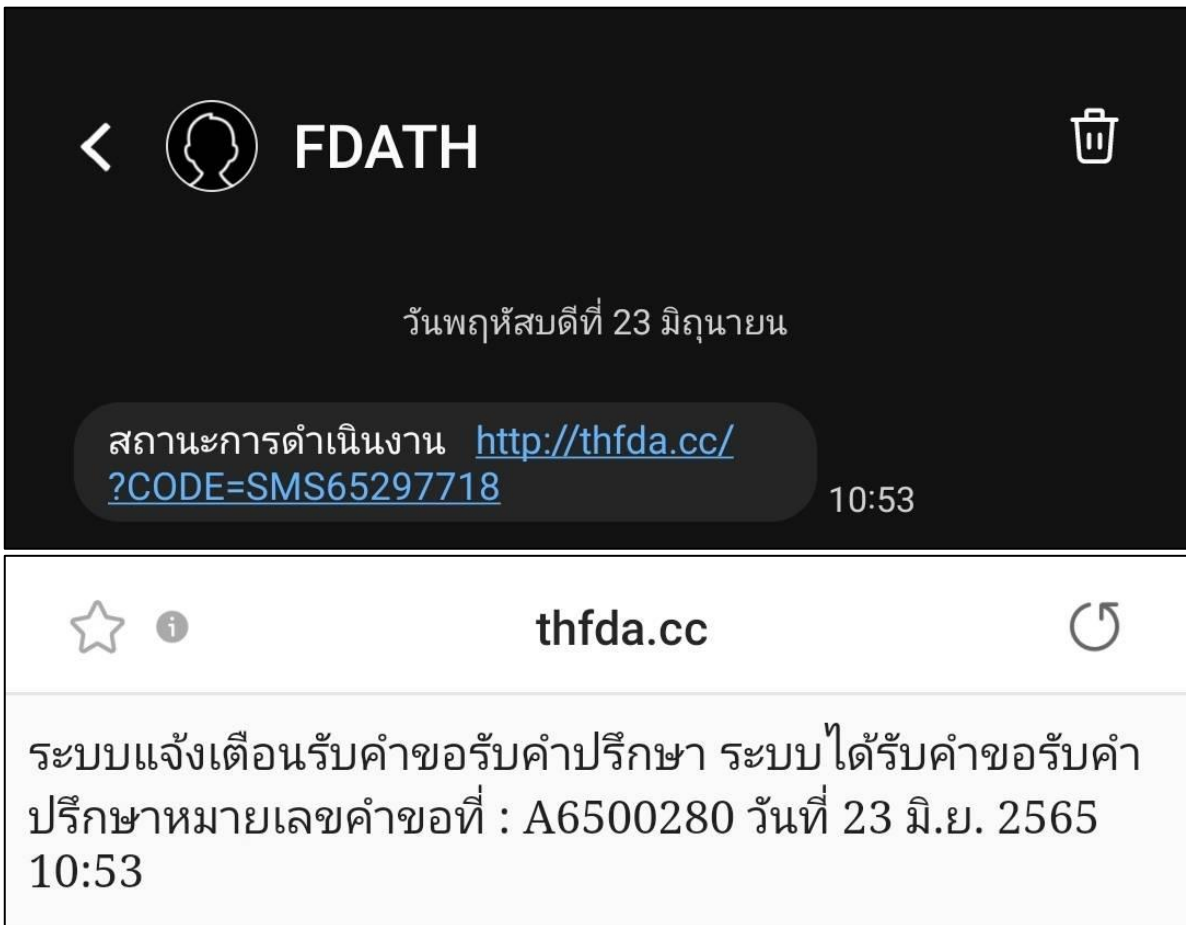 FDATH
วันพฤหัสบดีที่ 23 มิถุนายน
สถานะการดำเนินงาน http://thfda.cc/
?CODE=SMS65297718
10:53
thfda.cc
ระบบแจ้งเตือนรับคำขอรับคำปรึกษา ระบบได้รับคำขอรับคำ
ปรึกษาหมายเลขคำขอที่ : A6500280 วันที่ 23 มิ.ย. 2565
10:53